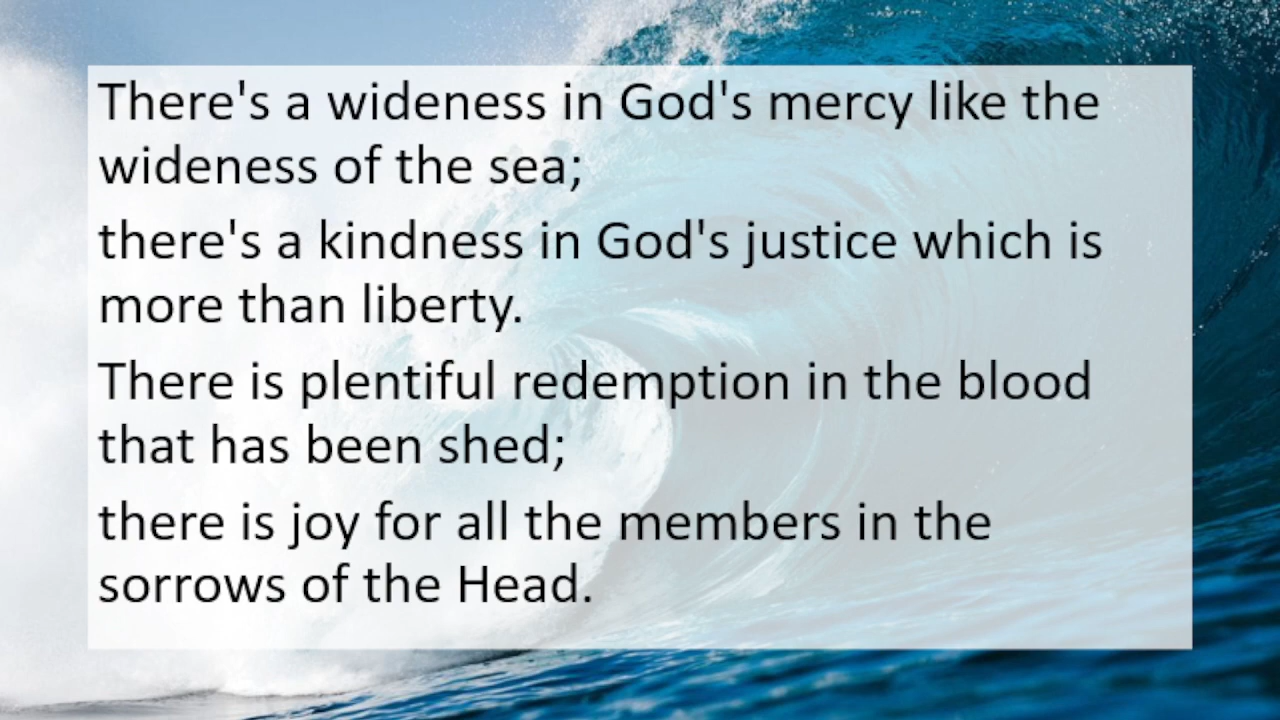 There's a wideness in God's mercy like the
wideness of the sea;
there's a kindness in God's justice which is
more than liberty.
There is plentiful redemption in the blood
that has been shed;
there is joy for all the members in the
sorrows of the Head.